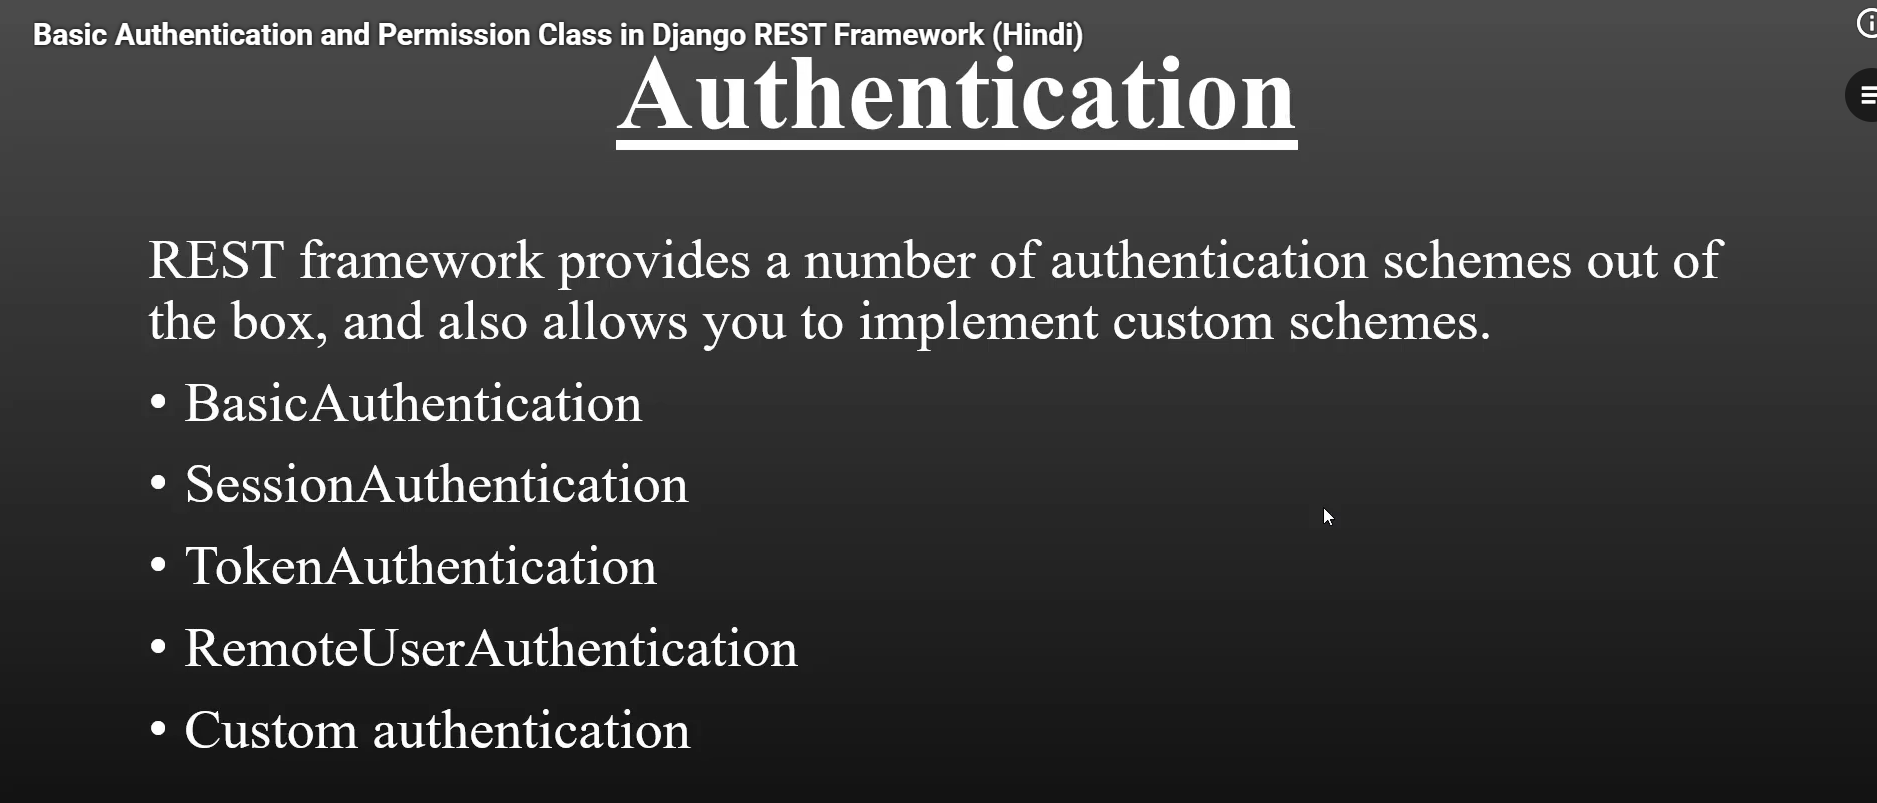 Basic Authentication and Permission Class in Django REST Framework (Hindi)
Authentication
REST framework provides a number of authentication schemes out of
the box, and also allows you to implement custom schemes.
• BasicAuthentication
• SessionAuthentication
• TokenAuthentication
• RemoteUserAuthentication
• Custom authentication